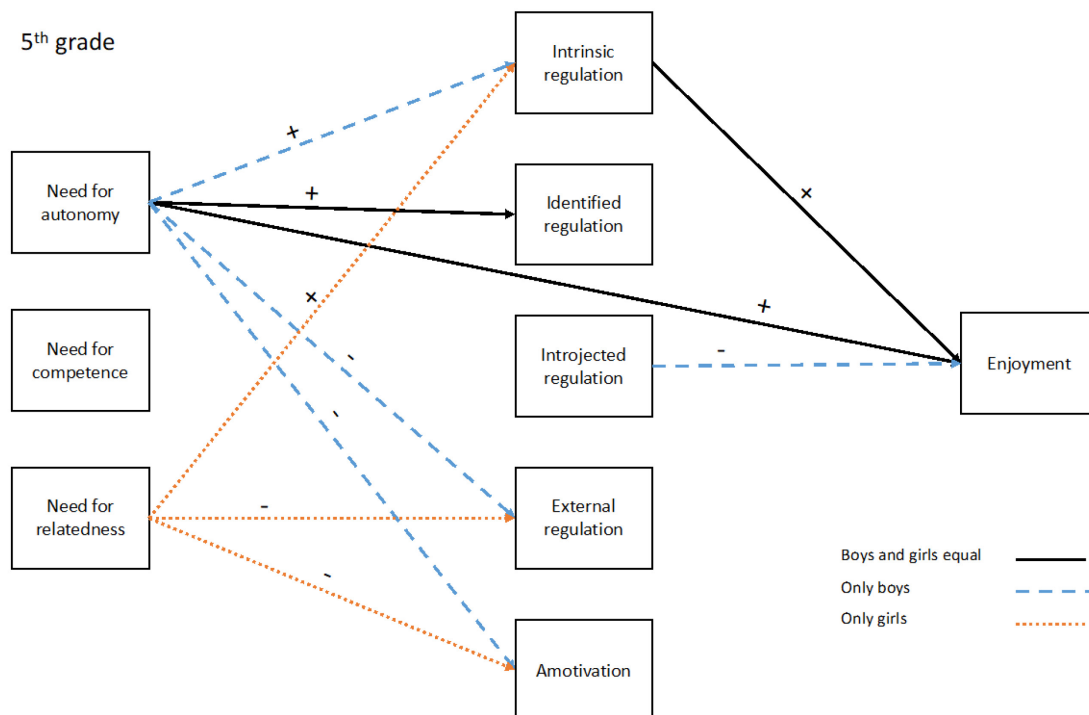 5th grade
Intrinsic
regulation
+
Need for
autonomy
+
Identified
regulation
+
+
+
Need for
competence
-
-
-
Introjected
regulation
Enjoyment
Need for
relatedness
-
External
regulation
-
Amotivation
Boys and girls equal
Only boys
Only girls